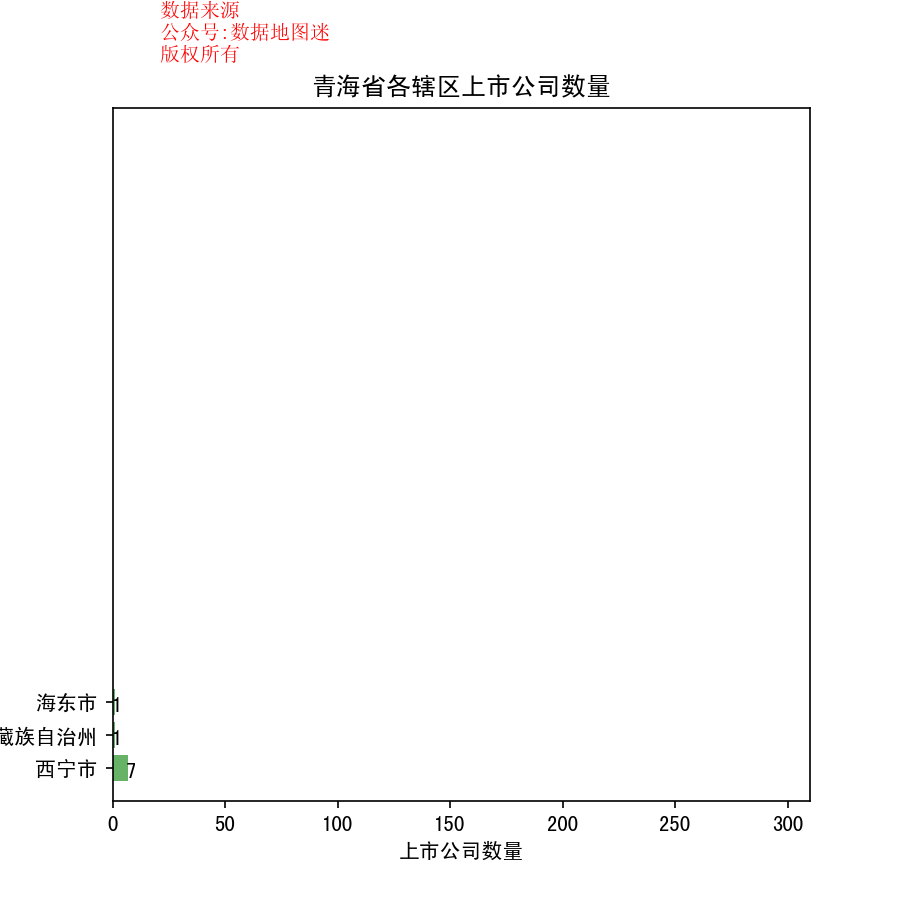 数据来源
公众号:数据地图迷
版权所有
青海省各辖区上市公司数量
海东市 1
藏族自治州 1
西宁市 7
0 50 100 150 200 250 300
上市公司数量